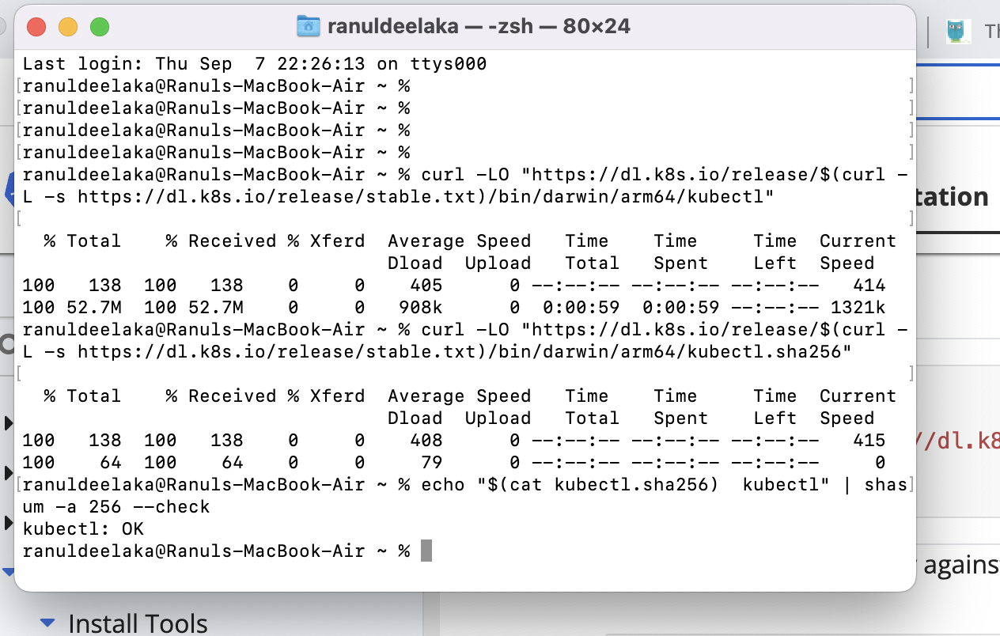 ranuldeelaka — -zsh — 80×24
Th
Last login: Thu Sep  7 22:26:13 on ttys000
[ranuldeelaka@Ranuls-MacBook-Air ~ % ]
[ranuldeelaka@Ranuls-MacBook-Air ~ % ]
[ranuldeelaka@Ranuls-MacBook-Air ~ % ]
[ranuldeelaka@Ranuls-MacBook-Air ~ % ]
ranuldeelaka@Ranuls-MacBook-Air ~ % curl -LO "https://dl.k8s.io/release/$(curl -
L -s https://dl.k8s.io/release/stable.txt)/bin/darwin/arm64/kubectl"
tation
[ ]
  % Total    % Received % Xferd  Average Speed   Time    Time     Time  Current
                                 Dload  Upload   Total   Spent    Left  Speed
100   138  100   138    0     0    405      0 --:--:-- --:--:-- --:--:--   414
100 52.7M  100 52.7M    0     0   908k      0  0:00:59  0:00:59 --:--:-- 1321k
ranuldeelaka@Ranuls-MacBook-Air ~ % curl -LO "https://dl.k8s.io/release/$(curl -
L -s https://dl.k8s.io/release/stable.txt)/bin/darwin/arm64/kubectl.sha256"
[ ]
  % Total    % Received % Xferd  Average Speed   Time    Time     Time  Current
                                 Dload  Upload   Total   Spent    Left  Speed
100   138  100   138    0     0    408      0 --:--:-- --:--:-- --:--:--   415
//dl.k8
100    64  100    64    0     0     79      0 --:--:-- --:--:-- --:--:--     0
[ranuldeelaka@Ranuls-MacBook-Air ~ % echo "$(cat kubectl.sha256)  kubectl" | shas]
um -a 256 --check
kubectl: OK
ranuldeelaka@Ranuls-MacBook-Air ~ %
agains
Install Tools